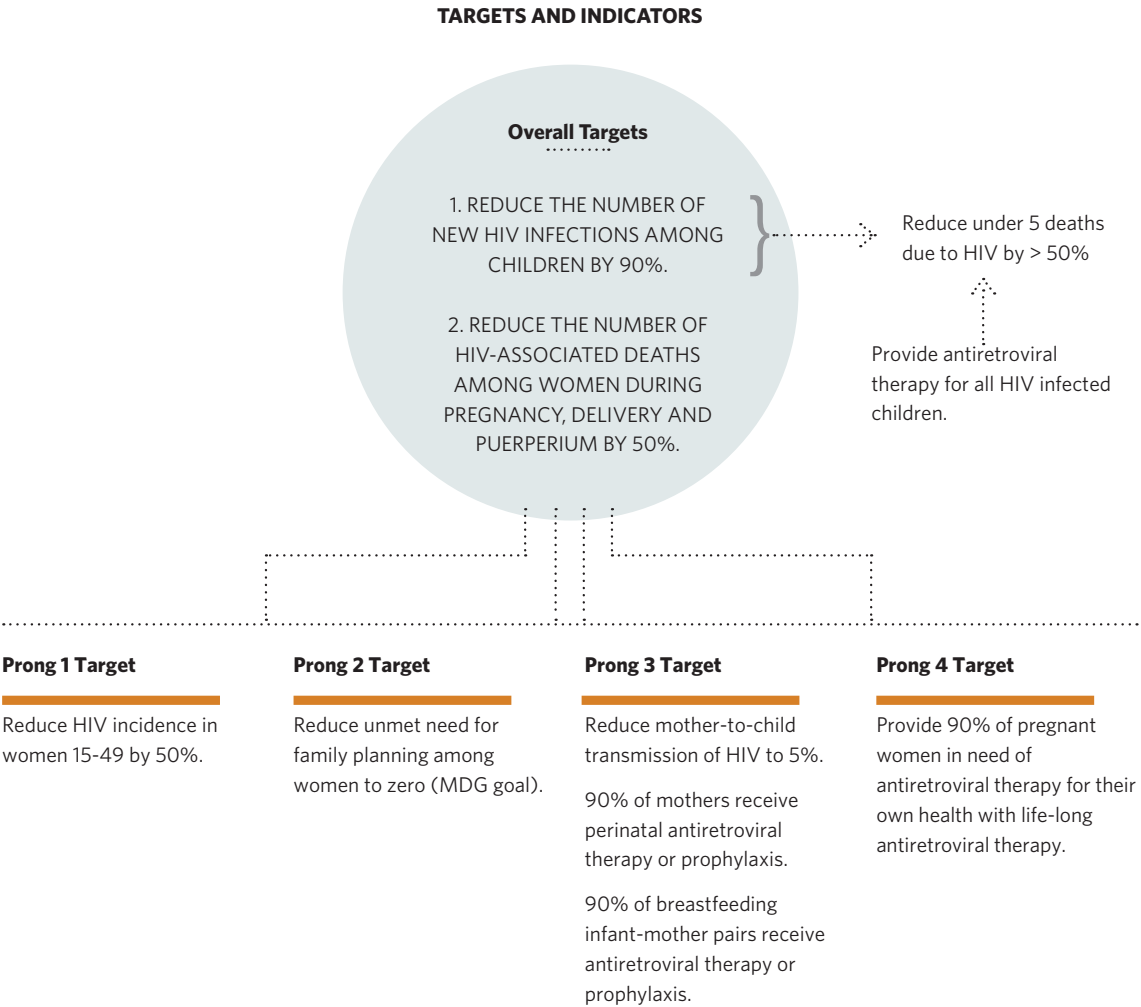 TARGETS AND INDICATORS
Overall Targets
1. REDUCE THE NUMBER OF
NEW HIV INFECTIONS AMONG
CHILDREN BY 90%.
2. REDUCE THE NUMBER OF
HIV-ASSOCIATED DEATHS
AMONG WOMEN DURING
PREGNANCY, DELIVERY AND
PUERPERIUM BY 50%.
Reduce under 5 deaths
due to HIV by > 50%
Provide antiretroviral
therapy for all HIV infected
children.
Prong 1 Target
Reduce HIV incidence in
women 15-49 by 50%.
Prong 2 Target
Reduce unmet need for
family planning among
women to zero (MDG goal).
Prong 3 Target
Reduce mother-to-child
transmission of HIV to 5%.
90% of mothers receive
perinatal antiretroviral
therapy or prophylaxis.
90% of breastfeeding
infant-mother pairs receive
antiretroviral therapy or
prophylaxis.
Prong 4 Target
Provide 90% of pregnant
women in need of
antiretroviral therapy for their
own health with life-long
antiretroviral therapy.